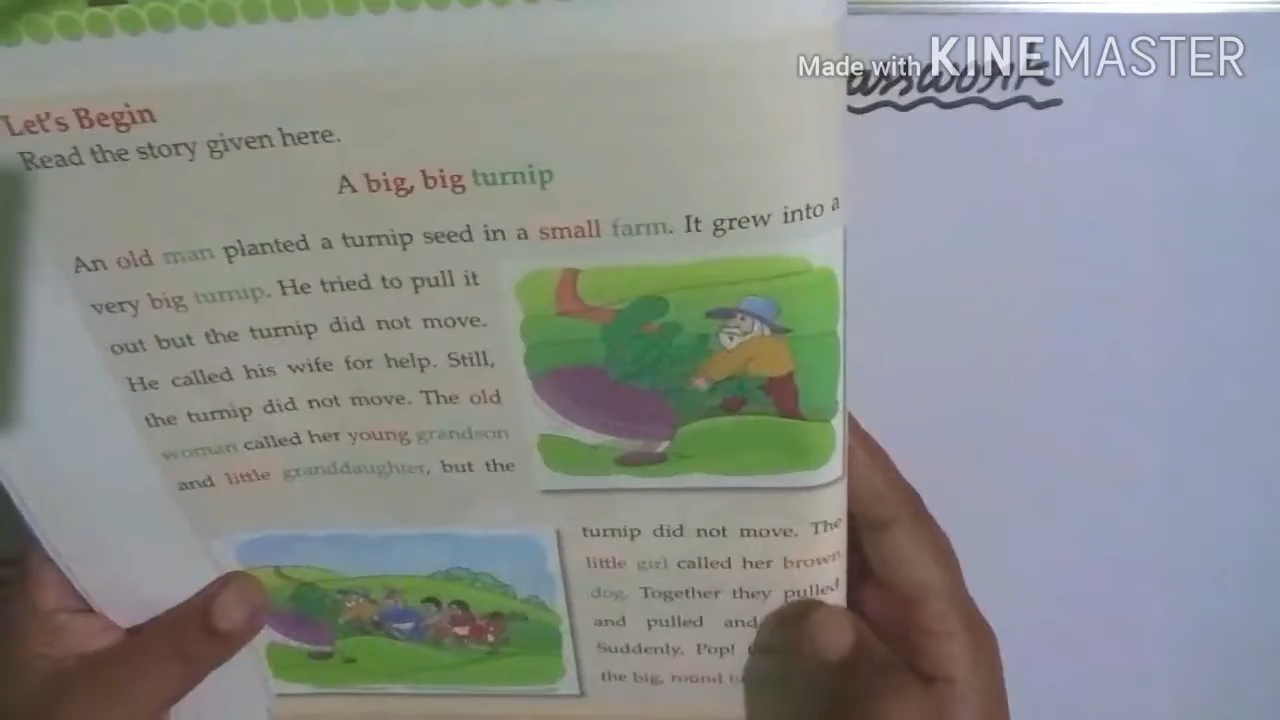 Made with KINEMASTER
Let's Begin
Read the story given here.
A big, big turnip
An old man planted a turnip seed in a small farm. It grew into a
very big turnip. He tried to pull it
out but the turnip did not move.
He called his wife for help. Still,
the turnip did not move. The old
woman called her young grandson
and little granddaughter, but the
turnip did not move. The
little girl called her brown
dog. Together they pulled
and pulled and
Suddenly, Pop!
the big, round